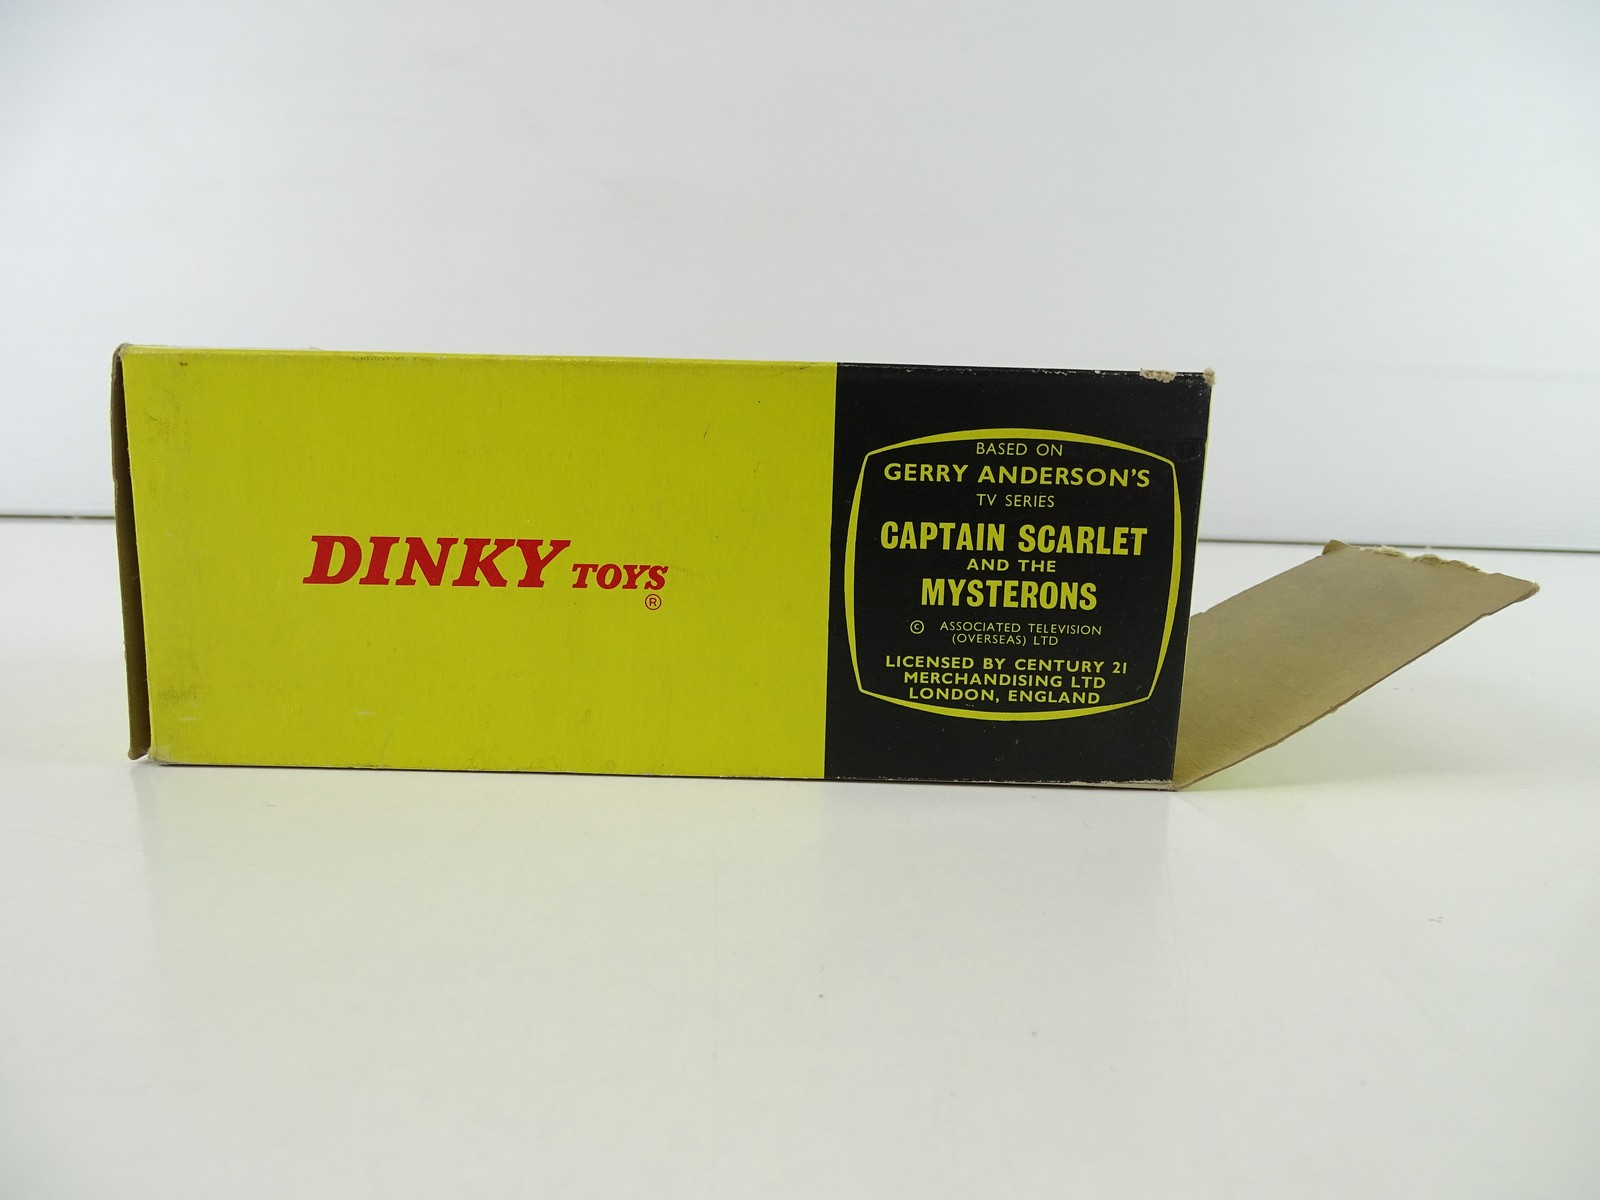 DINKY TOYS
®
BASED ON
GERRY ANDERSON'S
TV SERIES
CAPTAIN SCARLET
AND THE
MYSTERONS
© ASSOCIATED TELEVISION
(OVERSEAS) LTD
LICENSED BY CENTURY 21
MERCHANDISING LTD
LONDON, ENGLAND